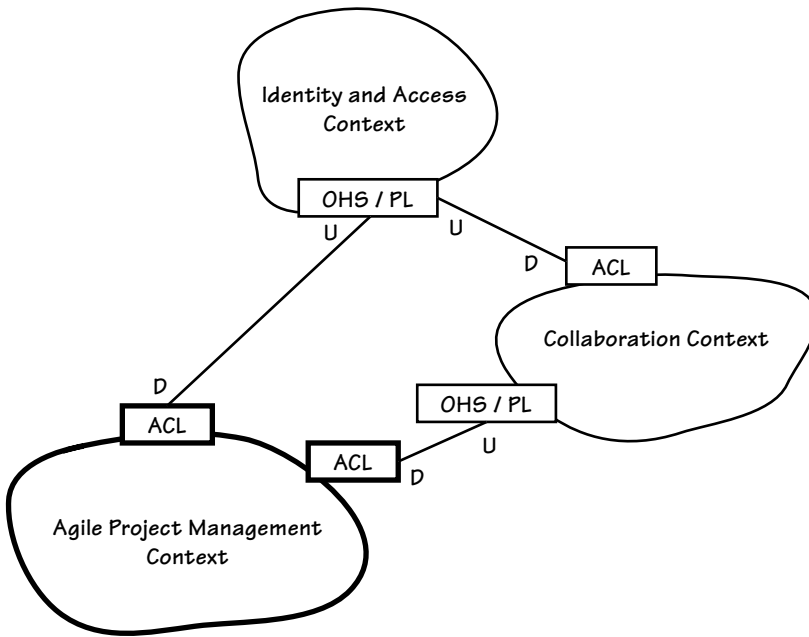 Identity and Access
Context
OHS / PL
U
U
D
ACL
Collaboration Context
D
OHS / PL
ACL
U
ACL
D
Agile Project Management
Context